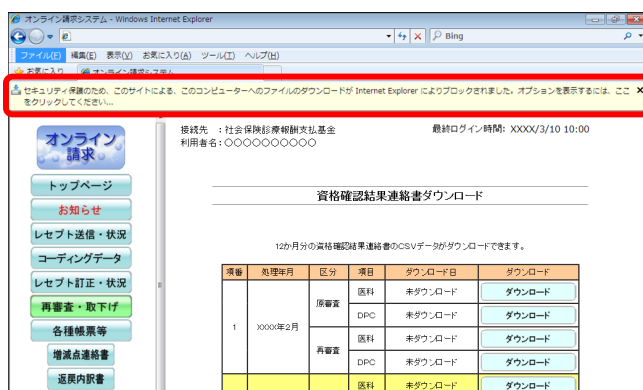 オンライン請求システム - Windows Internet Explorer
Bing
ファイル(F) 編集(E) 表示(V) お気に入り(A) ツール(T) ヘルプ(H)
お気に入り オンライン請求システム
セキュリティ保護のため、このサイトによる、このコンピューターへのファイルのダウンロードが Internet Explorer によりブロックされました。オプションを表示するには、ここ
をクリックしてください...
オンライン
請求
接続先 :社会保険診療報酬支払基金
最終ログイン時間: XXXX/3/10 10:00
利用者名:○○○○○○○○○○
トップページ
お知らせ
レセプト送信・状況
コーディングデータ
レセプト訂正・状況
再審査・取下げ
各種帳票等
増減点連絡書
返戻内訳書
資格確認結果連絡書ダウンロード
12か月分の資格確認結果連絡書のCSVデータがダウンロードできます。
項番 処理年月 区分 項目 ダウンロード日 ダウンロード
1 XXXX年2月 原審査 医科 未ダウンロード ダウンロード
DPC 未ダウンロード ダウンロード
再審査 医科 未ダウンロード ダウンロード
DPC 未ダウンロード ダウンロード
医科 未ダウンロード ダウンロード